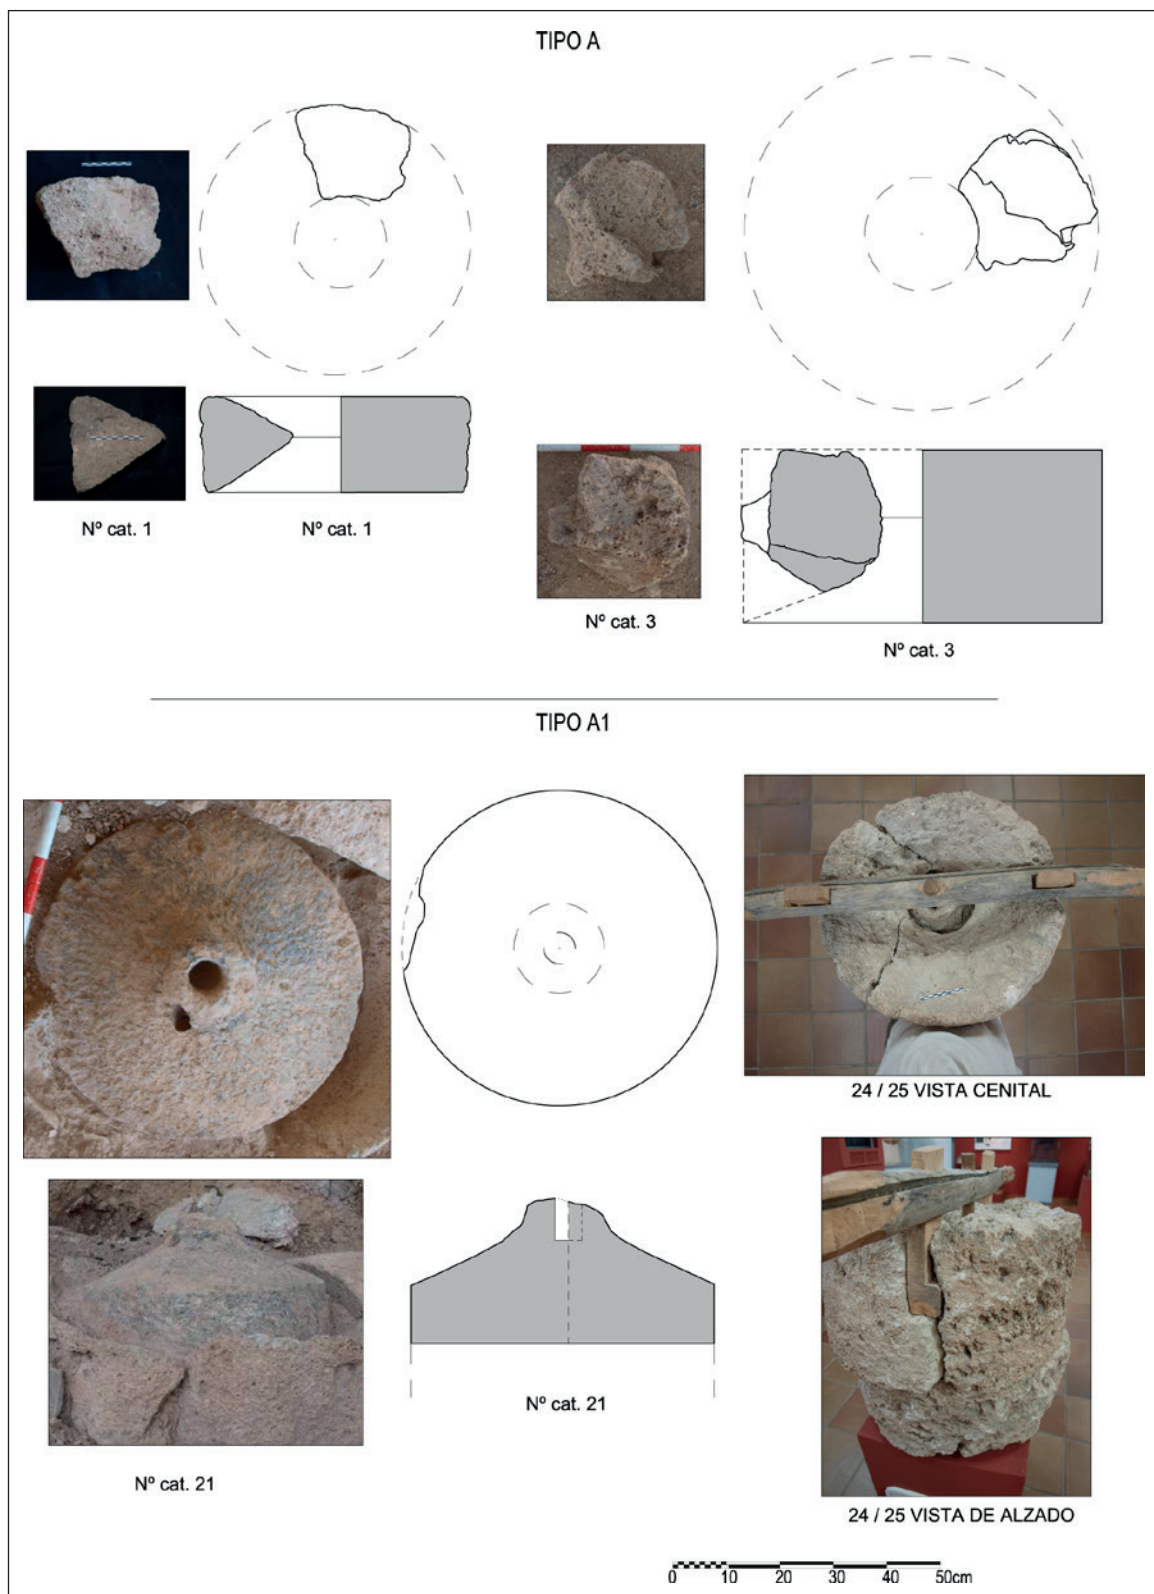 TIPO A
Nº cat. 1
Nº cat. 1
Nº cat. 3
Nº cat. 3
TIPO A1
24 / 25 VISTA CENITAL
Nº cat. 21
Nº cat. 21
24 / 25 VISTA DE ALZADO
0 10 20 30 40 50cm